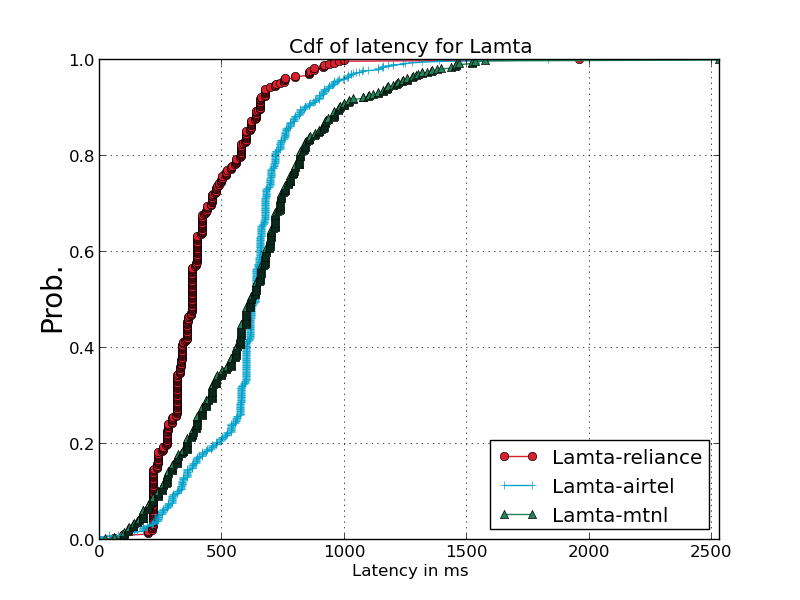 Cdf of latency for Lamta
1.0
0.8
0.6
0.4
0.2
0.0
Prob.
0 500 1000 1500 2000 2500
Latency in ms
Lamta-reliance
Lamta-airtel
Lamta-mtnl